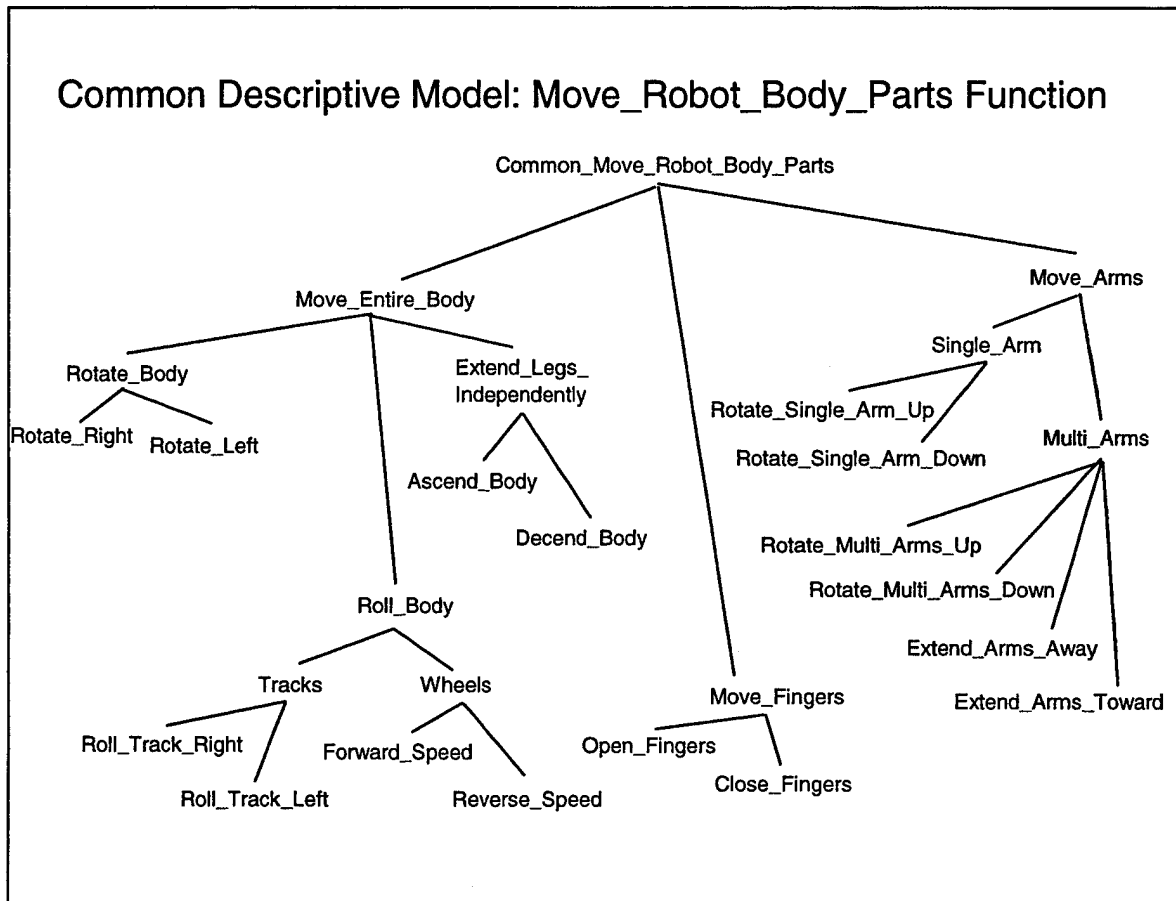 Common Descriptive Model: Move_Robot_Body_Parts Function
Common_Move_Robot_Body_Parts
Move_Entire_Body
Move_Arms
Rotate_Body
Extend_Legs_
Independently
Single_Arm
Rotate_Right
Rotate_Left
Rotate_Single_Arm_Up
Rotate_Single_Arm_Down
Multi_Arms
Ascend_Body
Decend_Body
Rotate_Multi_Arms_Up
Rotate_Multi_Arms_Down
Extend_Arms_Away
Extend_Arms_Toward
Roll_Body
Tracks
Wheels
Move_Fingers
Roll_Track_Right
Forward_Speed
Open_Fingers
Roll_Track_Left
Reverse_Speed
Close_Fingers